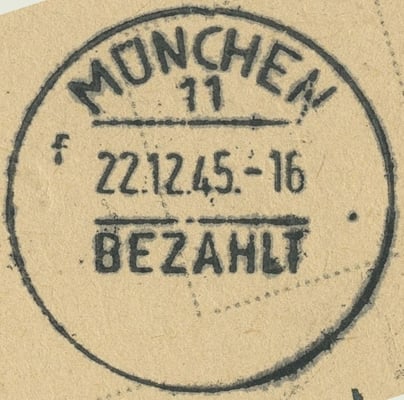 MÜNCHEN
11
f
22.12.45.-16
BEZAHLT